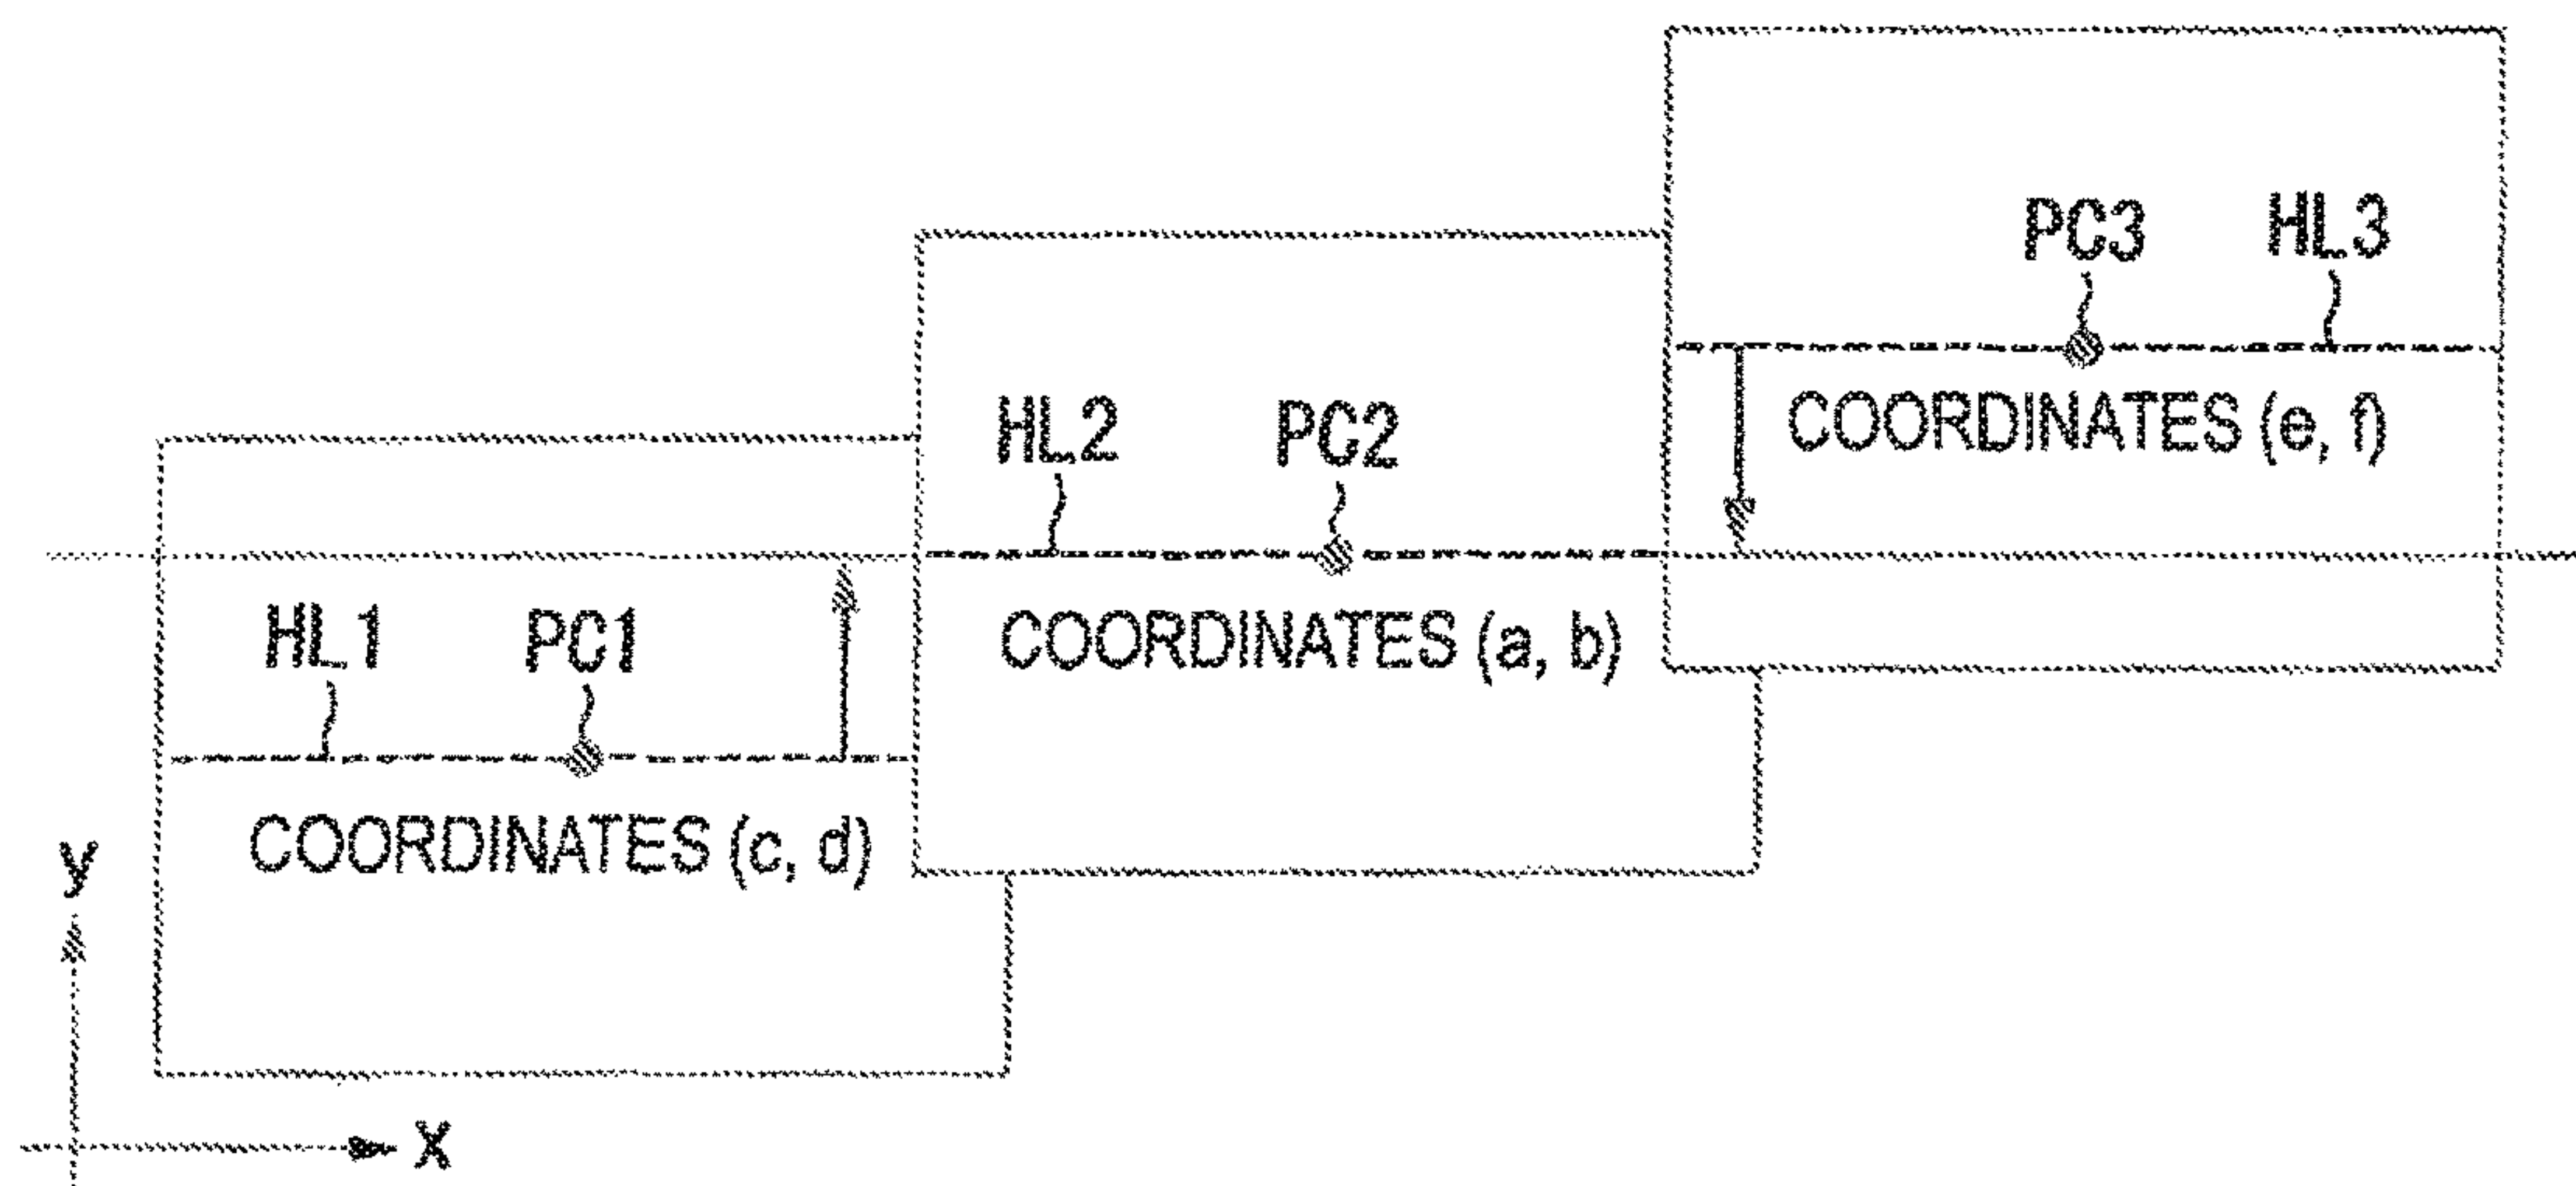 PC3 HL3
COORDINATES (e, f)
HL2 PC2
COORDINATES (a, b)
HL1 PC1
COORDINATES (c, d)
y
X